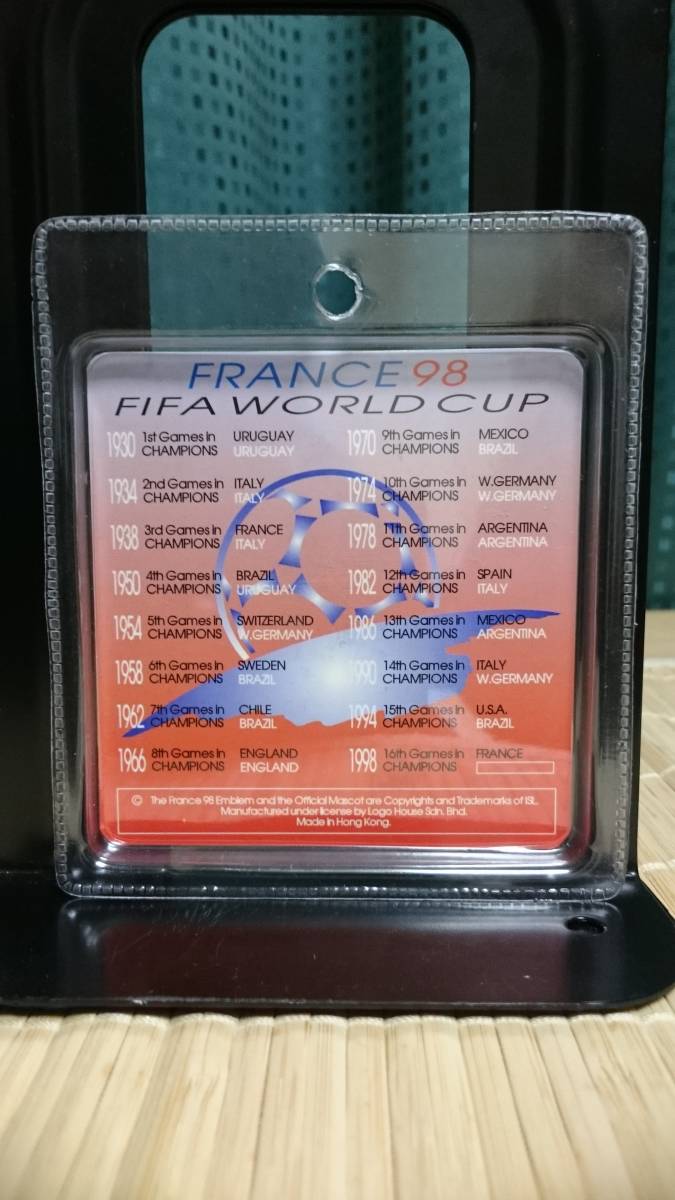 FRANCE 98
FIFA WORLD CUP
1930 1st Games in URUGUAY
CHAMPIONS URUGUAY
1934 2nd Games in ITALY
CHAMPIONS ITALY
1938 3rd Games in FRANCE
CHAMPIONS ITALY
1950 4th Games in BRAZIL
CHAMPIONS URUGUAY
1954 5th Games in SWITZERLAND
CHAMPIONS W.GERMANY
1958 6th Games in SWEDEN
CHAMPIONS BRAZIL
1962 7th Games in CHILE
CHAMPIONS BRAZIL
1966 8th Games in ENGLAND
CHAMPIONS ENGLAND
1970 9th Games in MEXICO
CHAMPIONS BRAZIL
1974 10th Games in W.GERMANY
CHAMPIONS W.GERMANY
1978 11th Games in ARGENTINA
CHAMPIONS ARGENTINA
1982 12th Games in SPAIN
CHAMPIONS ITALY
1986 13th Games in MEXICO
CHAMPIONS ARGENTINA
1990 14th Games in ITALY
CHAMPIONS W.GERMANY
1994 15th Games in U.S.A.
CHAMPIONS BRAZIL
1998 16th Games in FRANCE
CHAMPIONS
© The France 98 Emblem and the Official Mascot are Copyrights and Trademarks of ISL.
Manufactured under license by Logo House Sdn. Bhd.
Made in Hong Kong.